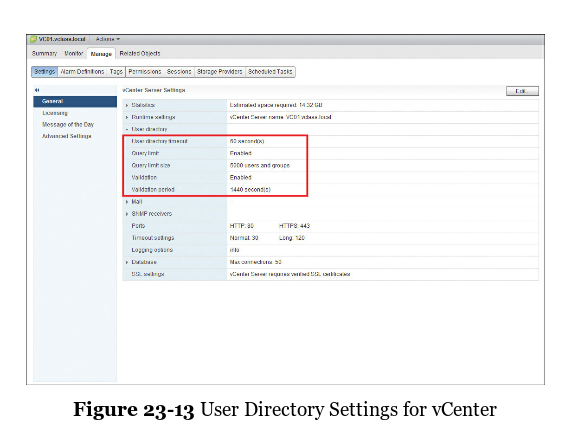 VC01.vclass.local Actions
Summary Monitor Manage Related Objects
Settings Alarm Definitions Tags Permissions Sessions Storage Providers Scheduled Tasks
vCenter Server Settings Edit...
General
Licensing
Message of the Day
Advanced Settings
Statistics Estimated space required: 14.32 GB
Runtime settings vCenter Server name: VC01.vclass.local
User directory
User directory timeout 60 second(s)
Query limit Enabled
Query limit size 5000 users and groups
Validation Enabled
Validation period 1440 second(s)
Mail
SNMP receivers
Ports HTTP: 80 HTTPS: 443
Timeout settings Normal: 30 Long: 120
Logging options info
Database Max connections: 50
SSL settings vCenter Server requires verified SSL certificates
Figure 23-13 User Directory Settings for vCenter